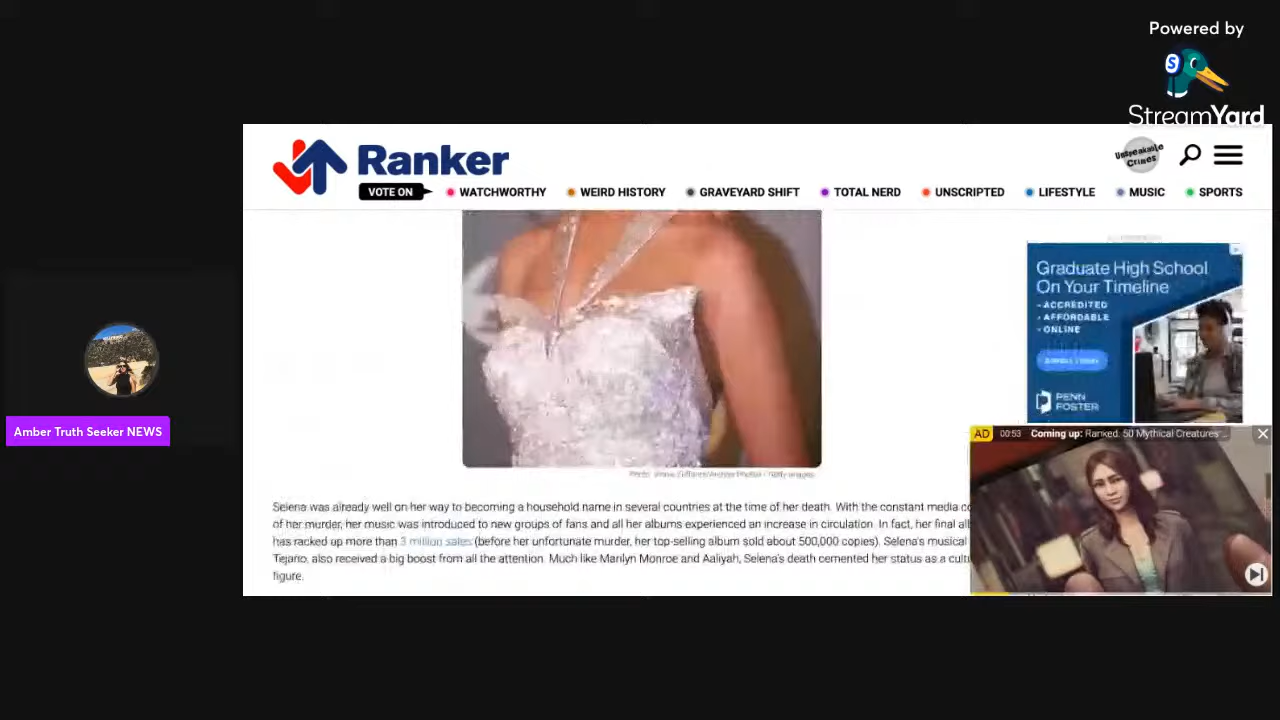 Powered by
StreamYard
Ranker
Unspeakable
Crimes
VOTE ON
WATCHWORTHY
WEIRD HISTORY
GRAVEYARD SHIFT
TOTAL NERD
UNSCRIPTED
LIFESTYLE
MUSIC
SPORTS
Graduate High School
On Your Timeline
- ACCREDITED
- AFFORDABLE
- ONLINE
PENN
FOSTER
Amber Truth Seeker NEWS
AD 00:53 Coming up: Ranked. 50 Mythical Creatures'...
Selena was already well on her way to becoming a household name in several countries at the time of her death. With the constant media co
of her murder, her music was introduced to new groups of fans and all her albums experienced an increase in circulation. In fact, her final alb
has racked up more than 3 million sales (before her unfortunate murder, her top-selling album sold about 500,000 copies). Selena's musical
Tejano, also received a big boost from all the attention. Much like Marilyn Monroe and Aaliyah, Selena's death cemented her status as a cultu
figure.